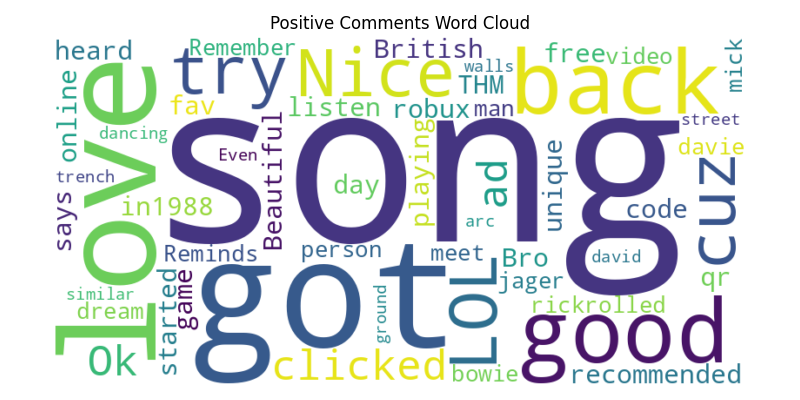 Positive Comments Word Cloud
heard
Remember
British
free
video
mick
love
try
Nice
walls
THM
back
online
fav
listen
robux
man
street
dancing
song
Even
Beautiful
playing
unique
davie
trench
day
ad
cuz
says
in1988
arc
code
Reminds
person
meet
Bro
david
similar
dream
started
game
got
ground
LOL
jager
qr
rickrolled
Ok
clicked
good
bowie
recommended